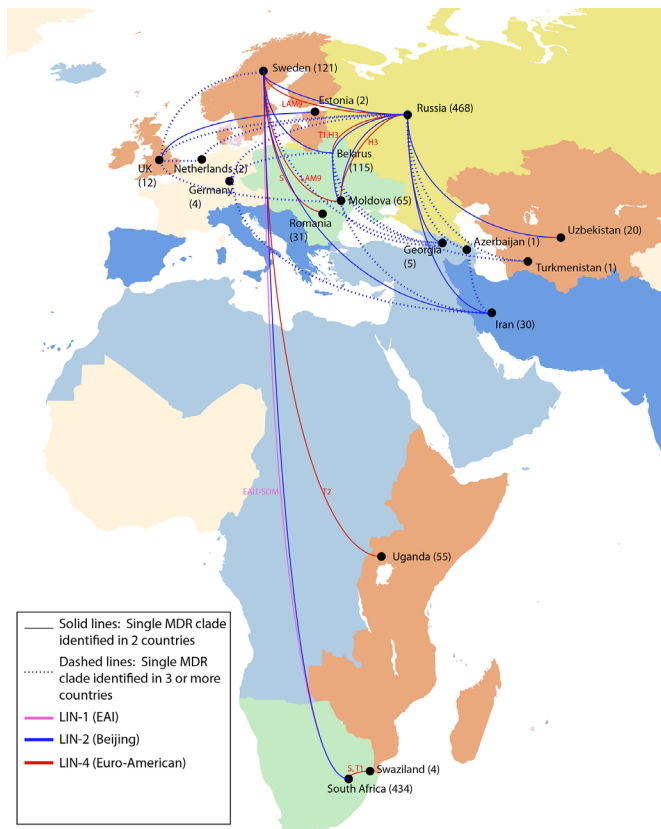 Sweden (121)
LAM9
Estonia (2)
Russia (468)
T1,H3
H3
UK
(12)
Netherlands (2)
Belarus
(115)
Germany
(4)
S
LAM9
Moldova (65)
Romania
(31)
Georgia
(5)
Azerbaijan (1)
Uzbekistan (20)
Turkmenistan (1)
Iran (30)
EAI1-SOM
T2
Uganda (55)
Solid lines: Single MDR clade
identified in 2 countries
Dashed lines: Single MDR
clade identified in 3 or more
countries
LIN-1 (EAI)
LIN-2 (Beijing)
LIN-4 (Euro-American)
S, T1
Swaziland (4)
South Africa (434)